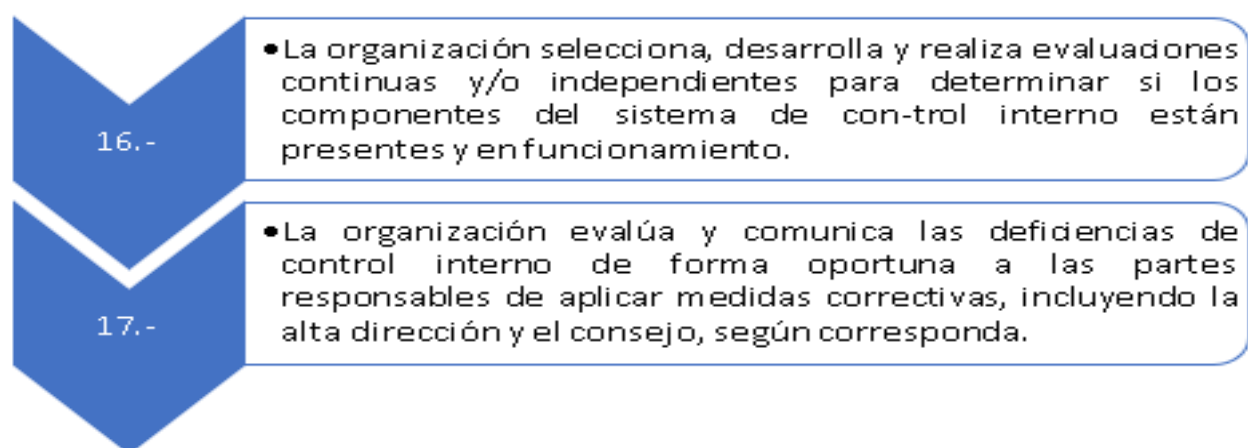 16.-
•La organización selecciona, desarrolla y realiza evaluaciones
continuas y/o independientes para determinar si los
componentes del sistema de con-trol interno están
presentes y en funcionamiento.
17.-
•La organización evalúa y comunica las deficiencias de
control interno de forma oportuna a las partes
responsables de aplicar medidas correctivas, incluyendo la
alta dirección y el consejo, según corresponda.